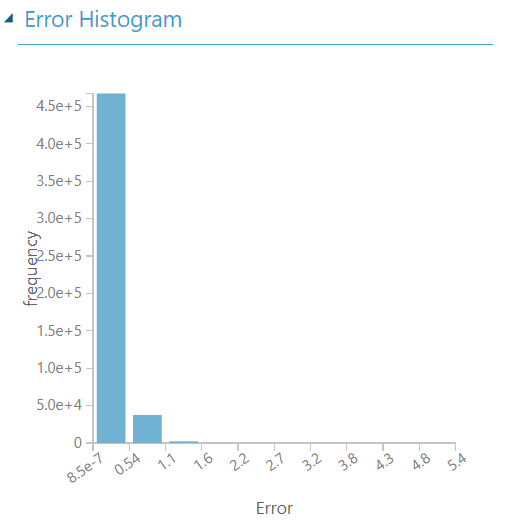 Error Histogram
4.5e+5
4.0e+5
3.5e+5
3.0e+5
2.5e+5
2.0e+5
1.5e+5
1.0e+5
5.0e+4
0
frequency
8.5e-7 0.54 1.1 1.6 2.2 2.7 3.2 3.8 4.3 4.8 5.4
Error